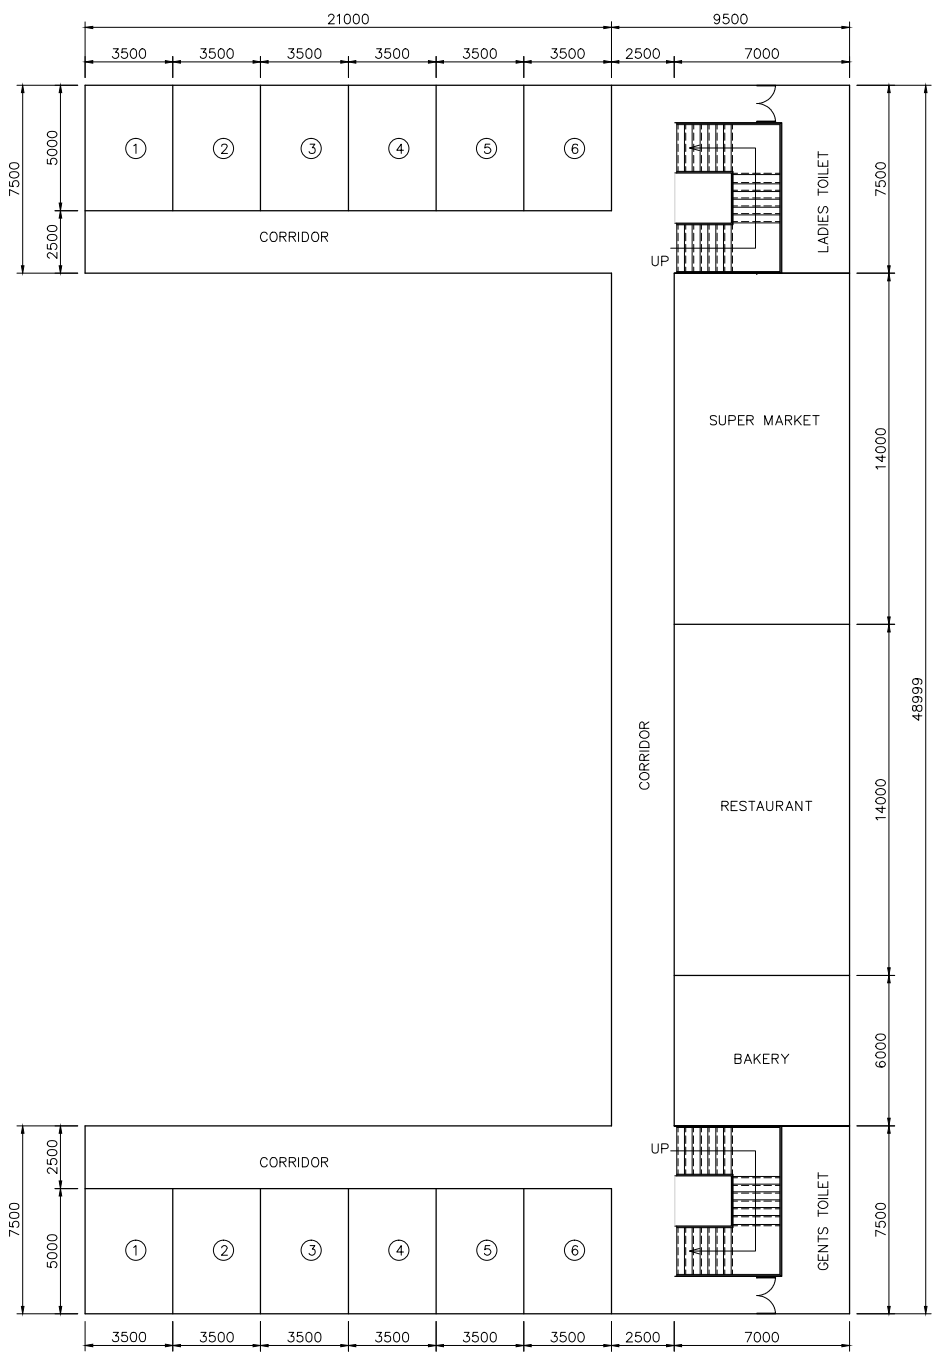 21000 9500
3500 3500 3500 3500 3500 3500 2500 7000
7500 5000 1 2 3 4 5 6 LADIES TOILET 7500
2500 CORRIDOR
UP
SUPER MARKET 14000
48999
CORRIDOR
RESTAURANT 14000
BAKERY 6000
UP
2500 CORRIDOR
7500 5000 1 2 3 4 5 6 GENTS TOILET 7500
3500 3500 3500 3500 3500 3500 2500 7000